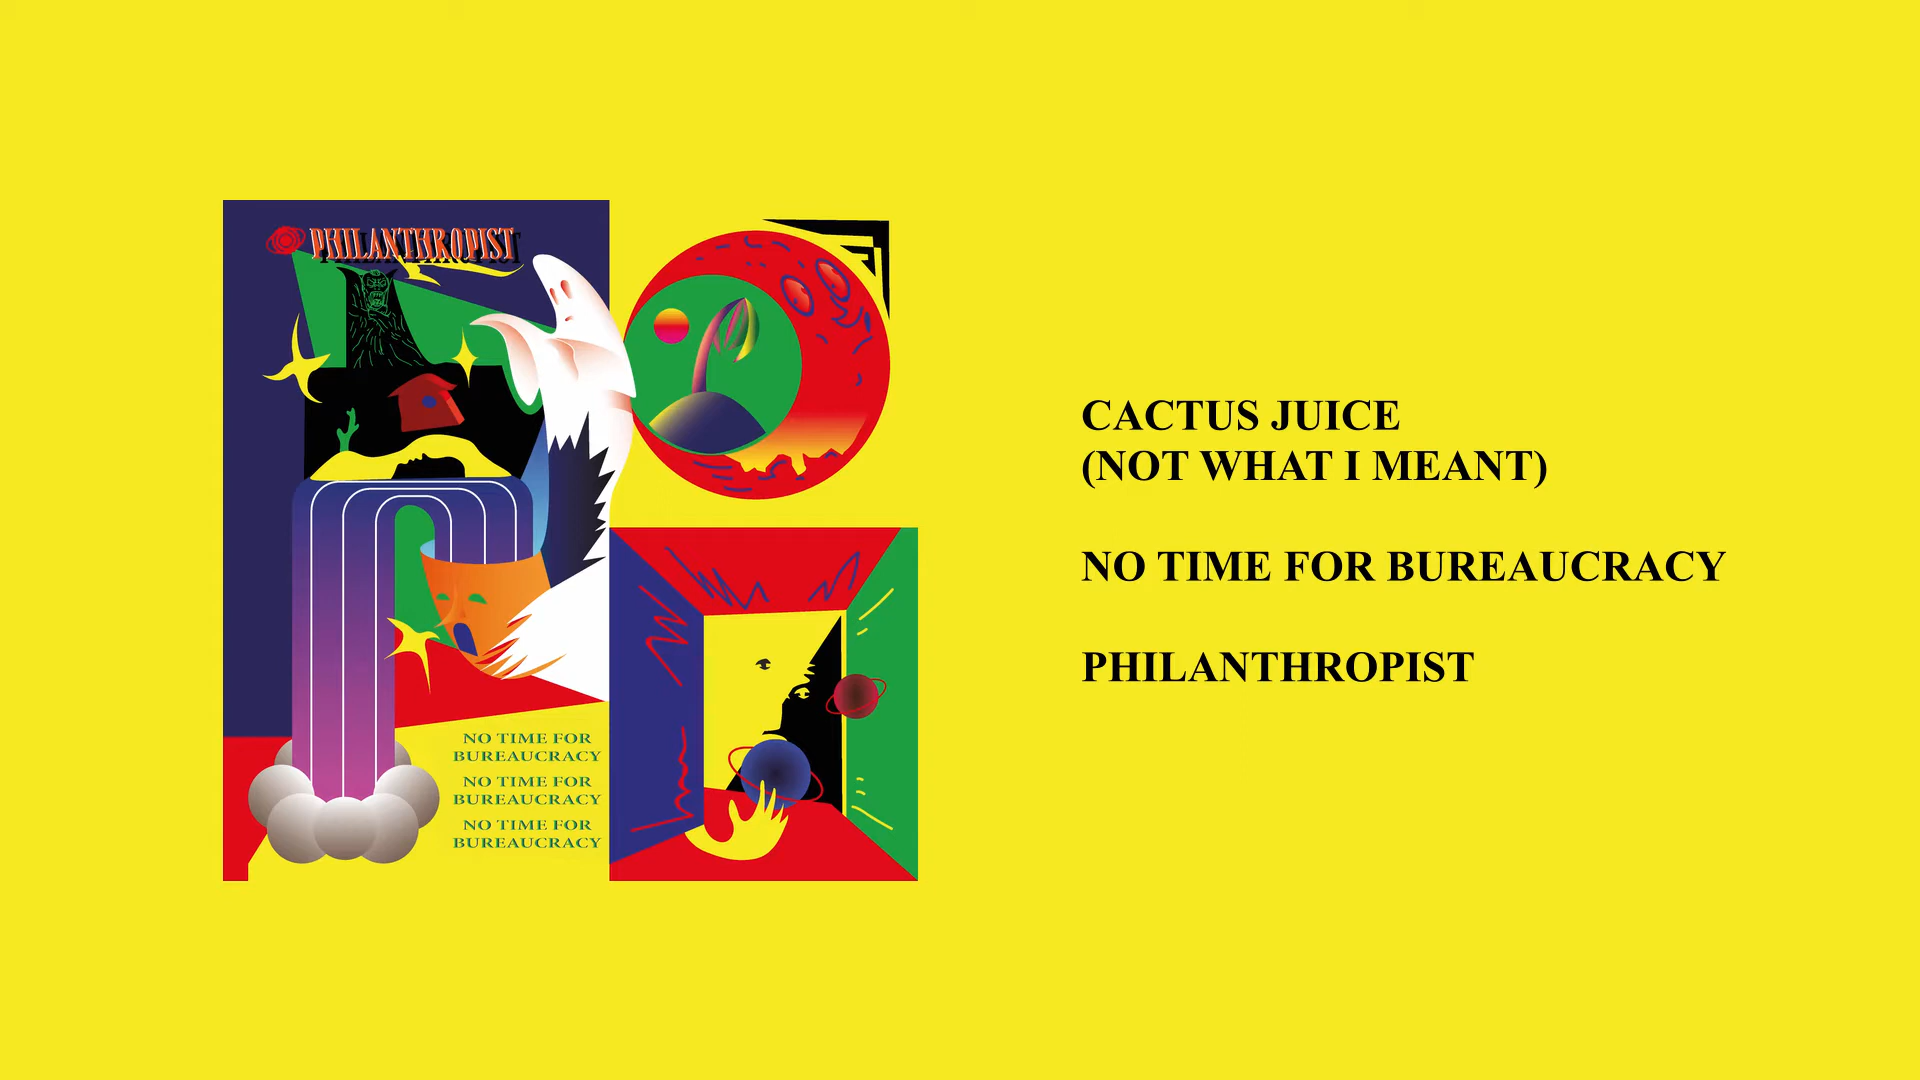 PHILANTHROPIST
NO TIME FOR
BUREAUCRACY
NO TIME FOR
BUREAUCRACY
NO TIME FOR
BUREAUCRACY
CACTUS JUICE
(NOT WHAT I MEANT)
NO TIME FOR BUREAUCRACY
PHILANTHROPIST